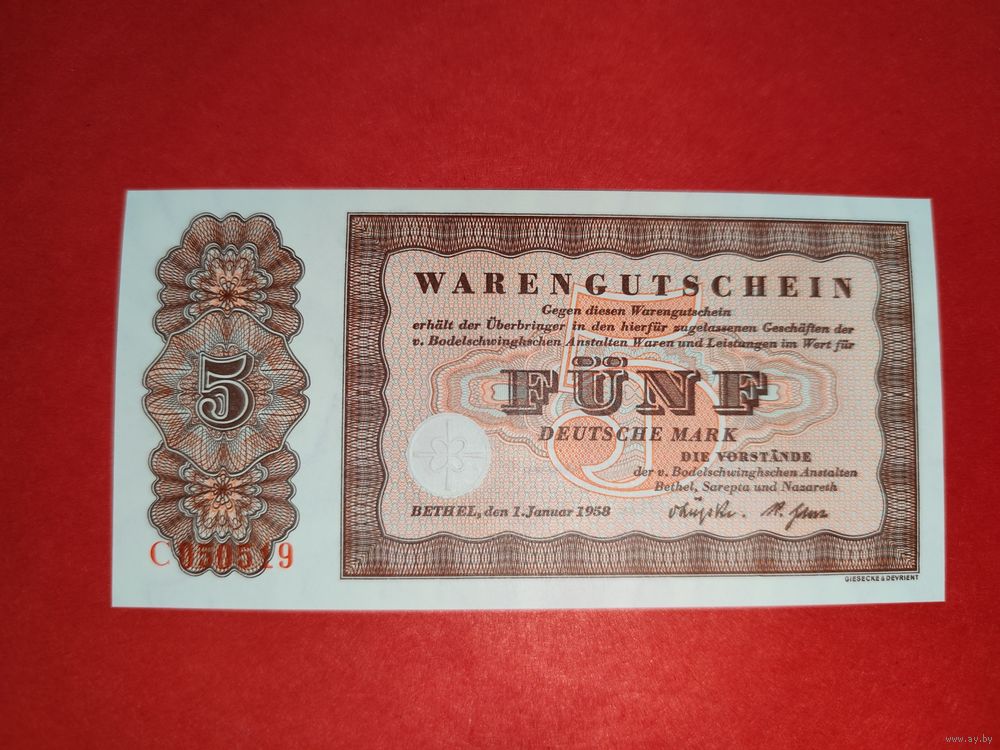 WARENGUTSCHEIN
Gegen diesen Warengutschein
erhält der Überbringer in den hierfür zugelassenen Geschäften der
v. Bodelschwinghschen Anstalten Waren und Leistungen im Wert für
5
5
FÜNF
DEUTSCHE MARK
DIE VORSTÄNDE
der v. Bodelschwinghschen Anstalten
Bethel, Sarepta und Nazareth
BETHEL, den 1. Januar 1958
C 050519
GIESECKE & DEVRIENT
www.ay.by